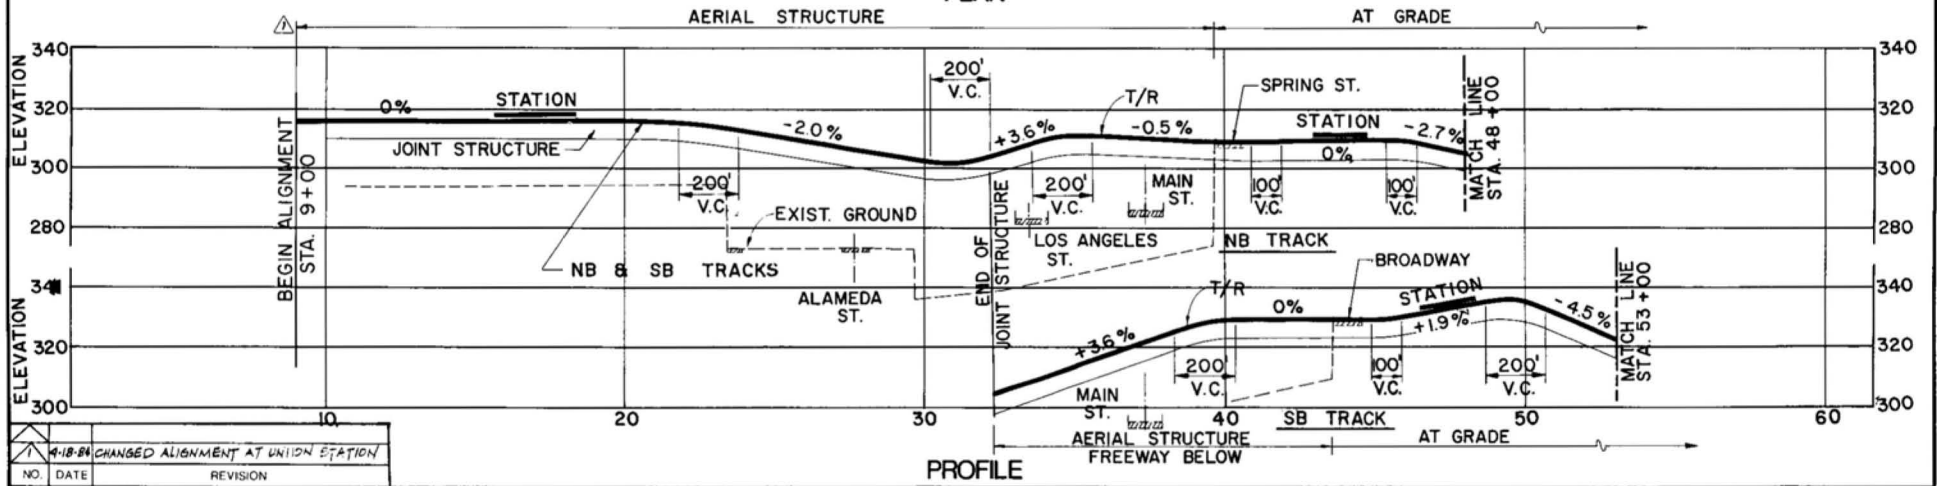 AERIAL STRUCTURE
AT GRADE
1
ELEVATION
340
320
300
280
340
320
300
280
200'
V.C.
T/R
SPRING ST.
STATION
0%
-2.0%
+3.6%
-0.5%
STATION
0%
-2.7%
MATCH LINE
STA. 48+00
JOINT STRUCTURE
BEGIN ALIGNMENT
STA. 9+00
200'
V.C.
200'
V.C.
MAIN
ST.
100'
V.C.
100'
V.C.
EXIST. GROUND
END OF
JOINT STRUCTURE
LOS ANGELES
ST.
NB TRACK
NB & SB TRACKS
ALAMEDA
ST.
BROADWAY
ELEVATION
340
320
300
340
320
300
T/R
0%
STATION
+3.6%
+1.9%
-4.5%
MATCH LINE
STA. 53+00
200'
V.C.
100'
V.C.
200'
V.C.
MAIN
ST.
10
20
30
40
50
60
SB TRACK
AERIAL STRUCTURE
FREEWAY BELOW
AT GRADE
1 4-18-84 CHANGED ALIGNMENT AT UNION STATION
NO. DATE REVISION
PROFILE